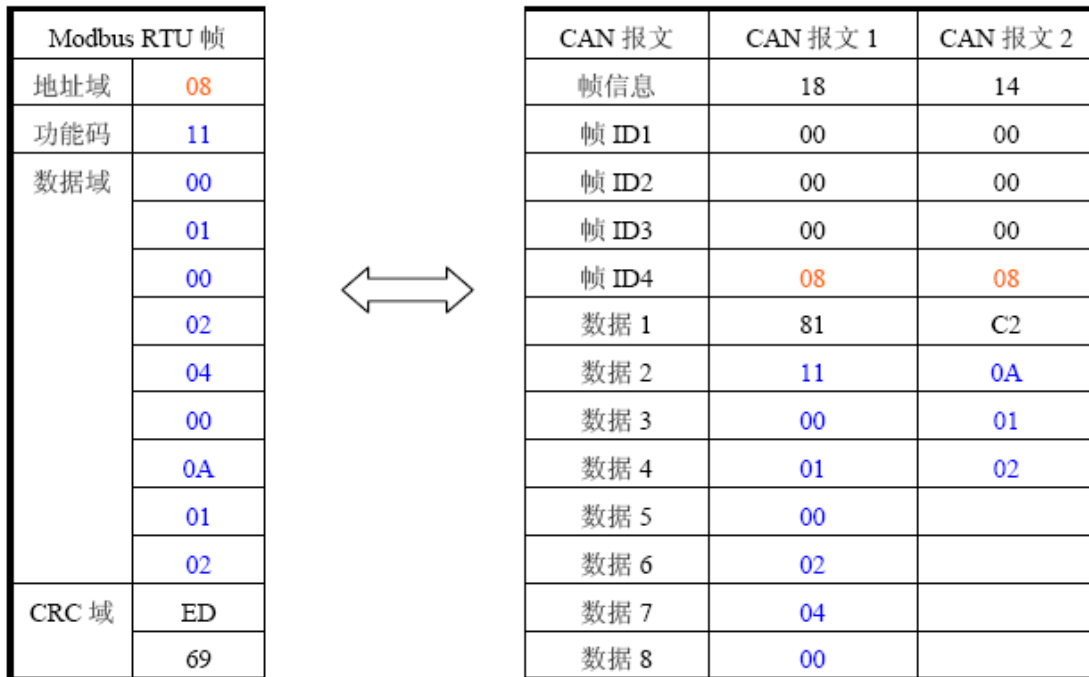 Modbus RTU 帧
地址域 08
功能码 11
数据域 00
01
00
02
04
00
0A
01
02
CRC 域 ED
69
CAN 报文 CAN 报文 1 CAN 报文 2
帧信息 18 14
帧 ID1 00 00
帧 ID2 00 00
帧 ID3 00 00
帧 ID4 08 08
数据 1 81 C2
数据 2 11 0A
数据 3 00 01
数据 4 01 02
数据 5 00
数据 6 02
数据 7 04
数据 8 00